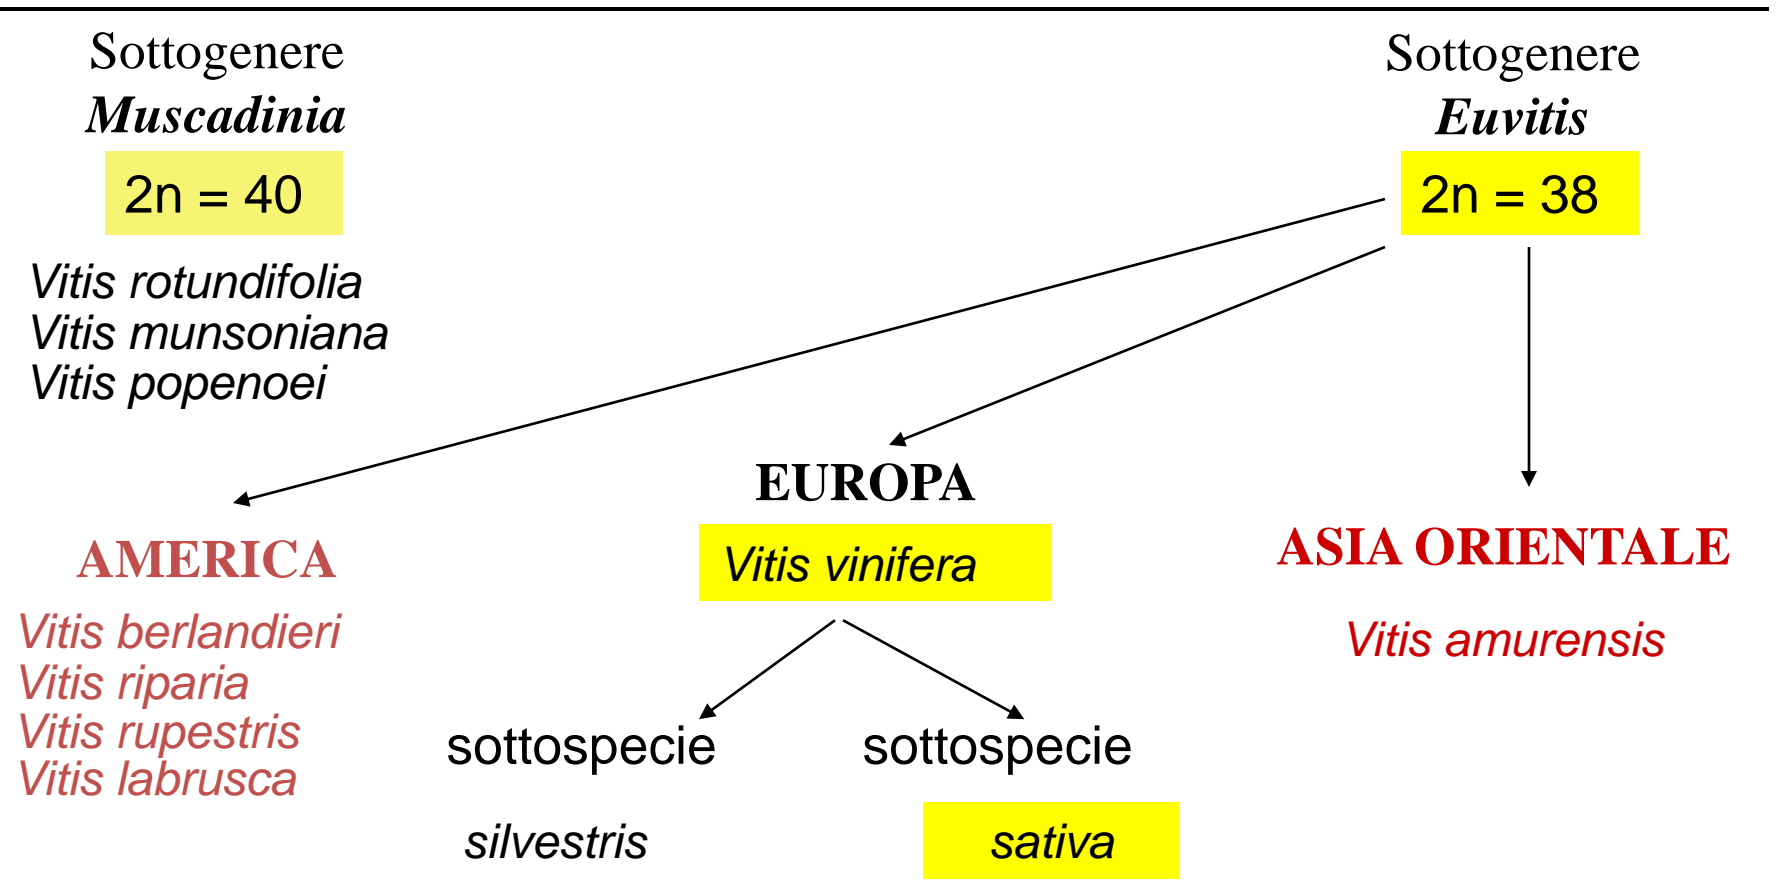 Sottogenere
Muscadinia
2n = 40
Vitis rotundifolia
Vitis munsoniana
Vitis popenoei
Sottogenere
Euvitis
2n = 38
AMERICA
Vitis berlandieri
Vitis riparia
Vitis rupestris
Vitis labrusca
EUROPA
Vitis vinifera
sottospecie
silvestris
sottospecie
sativa
ASIA ORIENTALE
Vitis amurensis